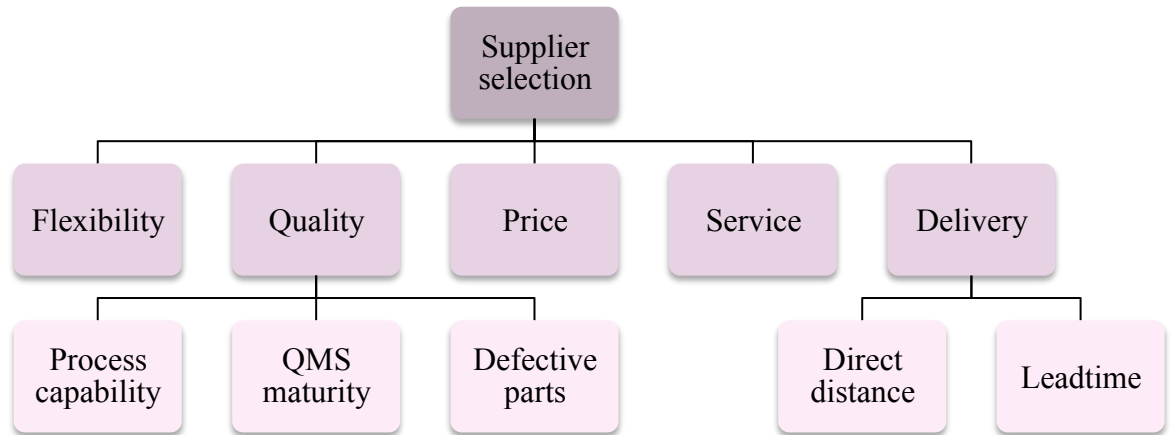 Supplier
selection
Flexibility
Quality
Price
Service
Delivery
Process
capability
QMS
maturity
Defective
parts
Direct
distance
Leadtime